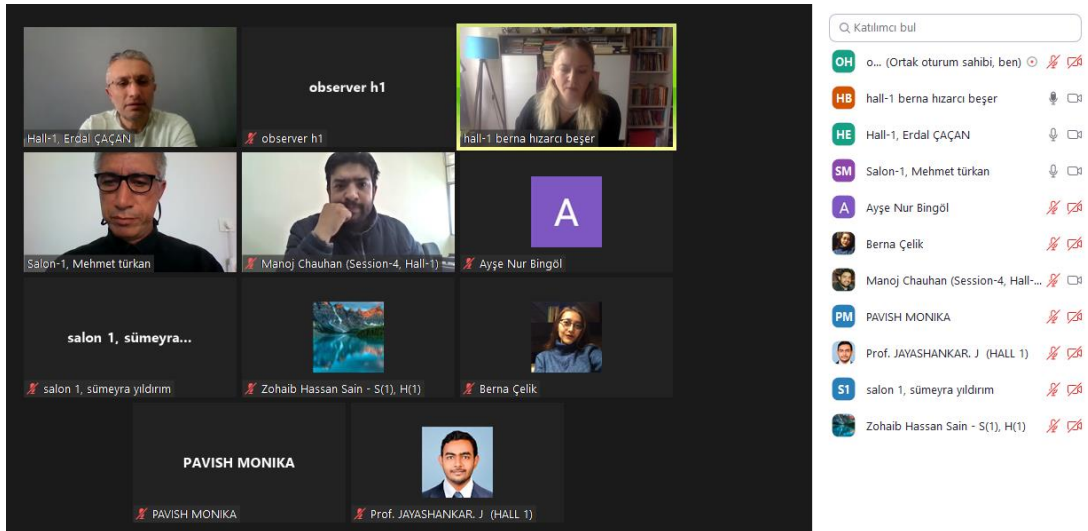 Hall-1, Erdal ÇAÇAN
observer h1
observer h1
hall-1 berna hızarcı beşer
Salon-1, Mehmet türkan
Manoj Chauhan (Session-4, Hall-1)
A
Ayşe Nur Bingöl
salon 1, sümeyra...
salon 1, sümeyra yıldırım
Zohaib Hassan Sain - S(1), H(1)
Berna Çelik
PAVISH MONIKA
PAVISH MONIKA
Prof. JAYASHANKAR. J (HALL 1)
Katılımcı bul
OH o... (Ortak oturum sahibi, ben)
HB hall-1 berna hızarcı beşer
HE Hall-1, Erdal ÇAÇAN
SM Salon-1, Mehmet türkan
A Ayşe Nur Bingöl
Berna Çelik
Manoj Chauhan (Session-4, Hall-...
PM PAVISH MONIKA
Prof. JAYASHANKAR. J (HALL 1)
S1 salon 1, sümeyra yıldırım
Zohaib Hassan Sain - S(1), H(1)